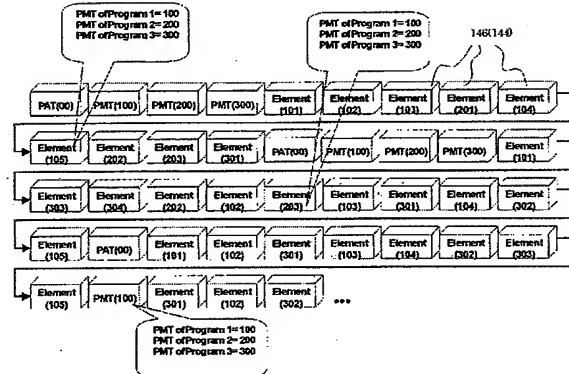 PMT of Program 1= 100
PMT of Program 2= 200
PMT of Program 3= 300
PMT of Program 1= 100
PMT of Program 2= 200
PMT of Program 3= 300
146(144)
PAT(00) PMT(100) PMT(200) PMT(300) Element (101) Element (102) Element (103) Element (201) Element (104)
Element (105) Element (202) Element (203) Element (301) PAT(00) PMT(100) PMT(200) PMT(300) Element (101)
Element (303) Element (304) Element (202) Element (102) Element (203) Element (103) Element (301) Element (104) Element (302)
Element (105) PAT(00) Element (101) Element (102) Element (301) Element (103) Element (104) Element (302) Element (303)
Element (105) PMT(100) Element (301) Element (102) Element (302) ...
PMT of Program 1= 100
PMT of Program 2= 200
PMT of Program 3= 300